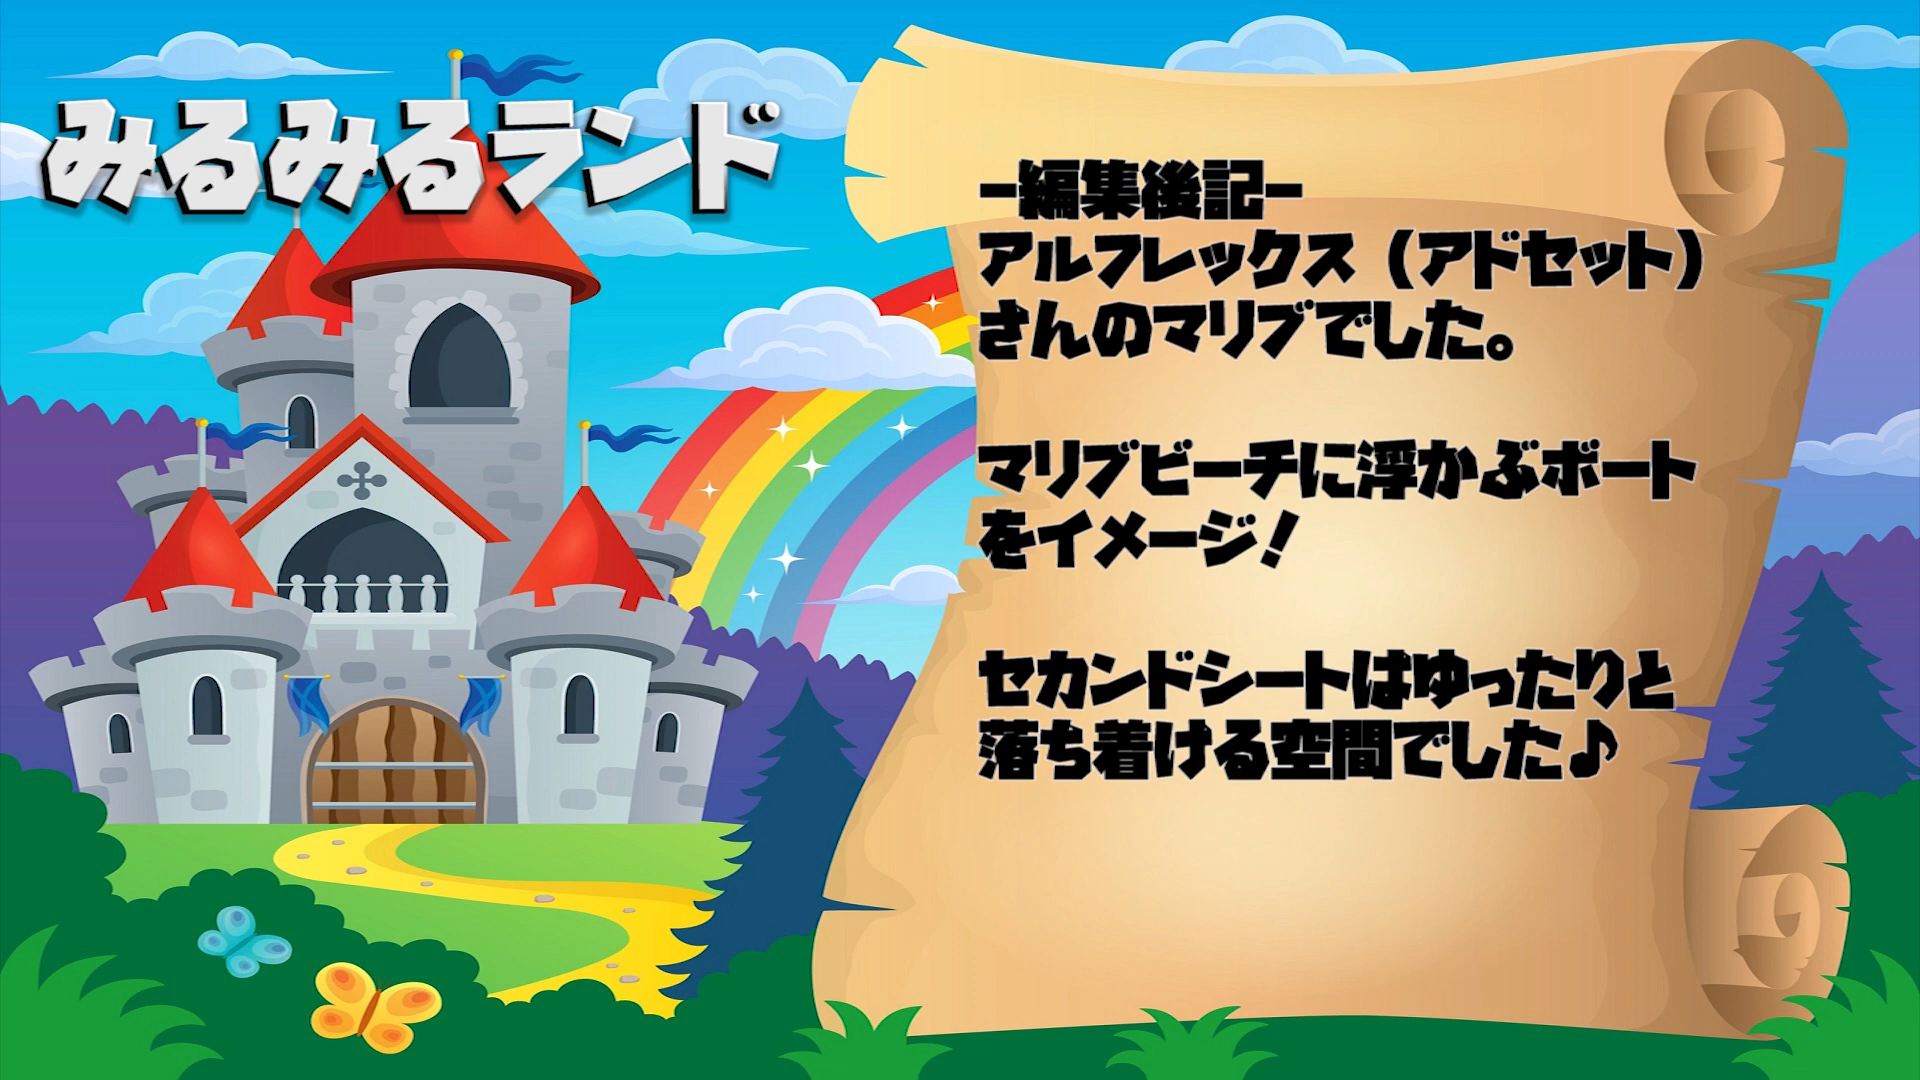 みるみるランド
-編集後記-
アルフレックス（アドセット）
さんのマリブでした。
マリブビーチに浮かぶボート
をイメージ！
セカンドシートはゆったりと
落ち着ける空間でした♪